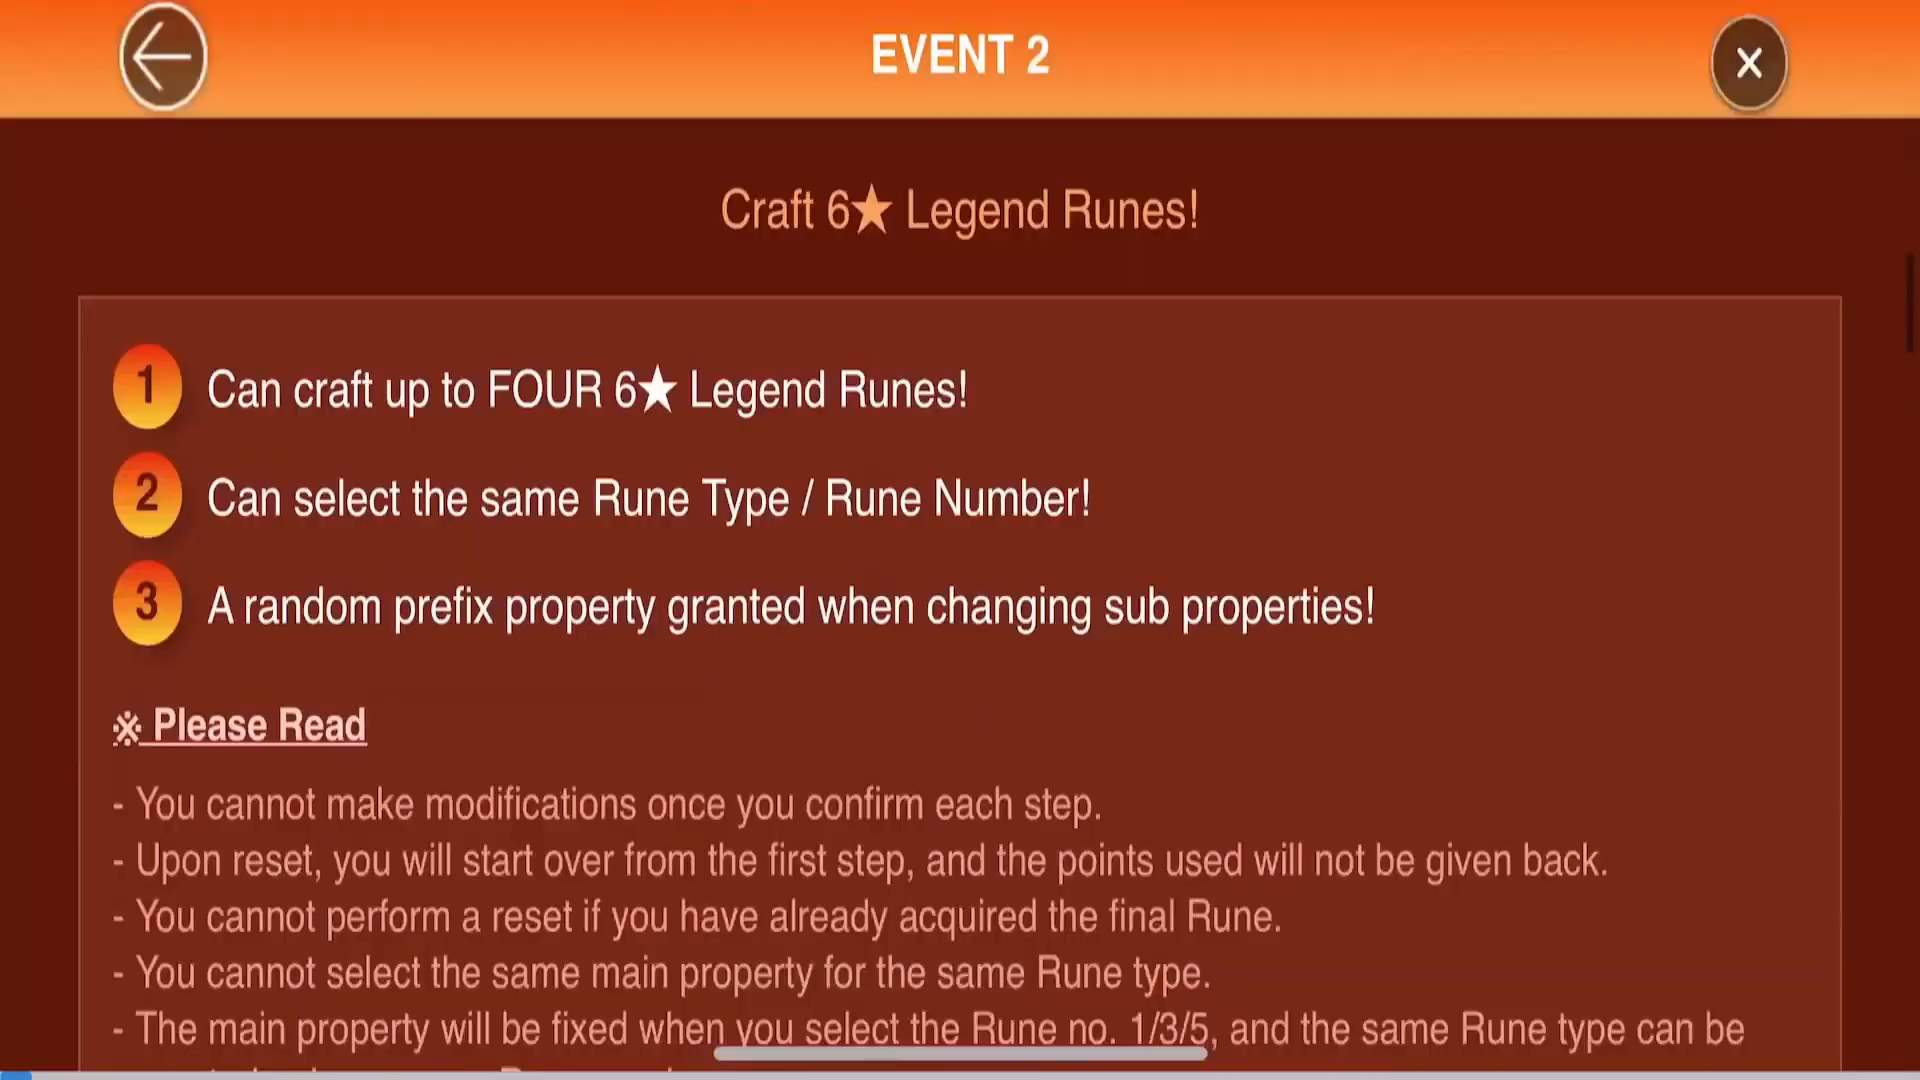 EVENT 2
Craft 6★ Legend Runes!
1 Can craft up to FOUR 6★ Legend Runes!
2 Can select the same Rune Type / Rune Number!
3 A random prefix property granted when changing sub properties!
※ Please Read
- You cannot make modifications once you confirm each step.
- Upon reset, you will start over from the first step, and the points used will not be given back.
- You cannot perform a reset if you have already acquired the final Rune.
- You cannot select the same main property for the same Rune type.
- The main property will be fixed when you select the Rune no. 1/3/5, and the same Rune type can be